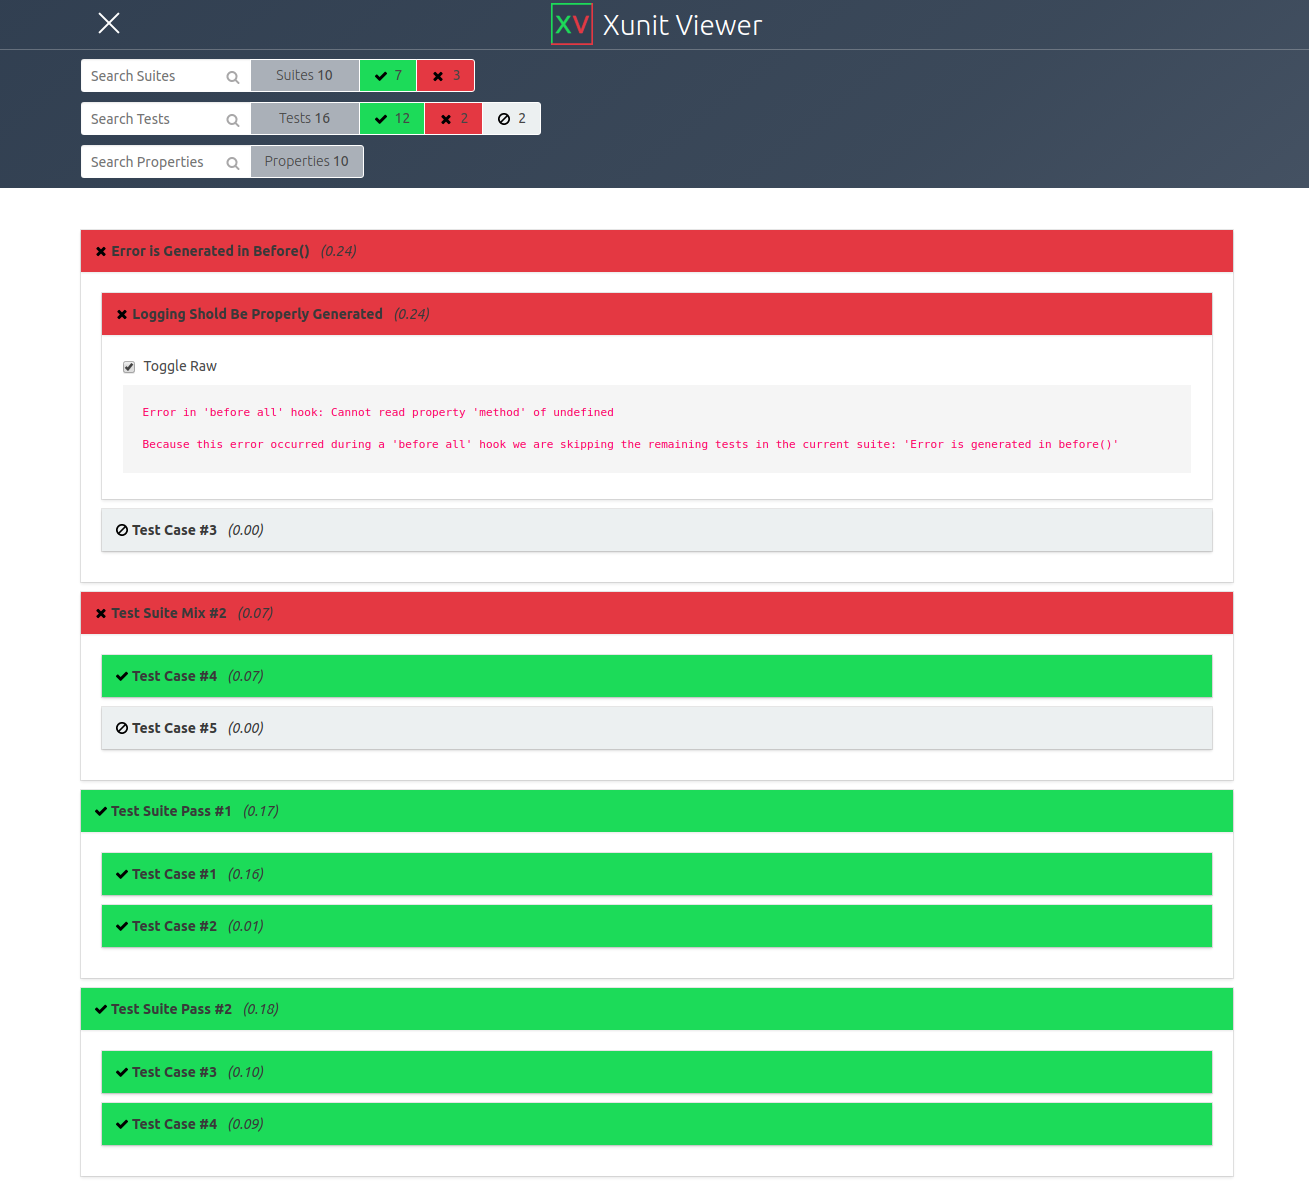 XV Xunit Viewer
Search Suites Suites 10 7 3
Search Tests Tests 16 12 2 2
Search Properties Properties 10
Error is Generated in Before() (0.24)
Logging Shold Be Properly Generated (0.24)
Toggle Raw
Error in 'before all' hook: Cannot read property 'method' of undefined
Because this error occurred during a 'before all' hook we are skipping the remaining tests in the current suite: 'Error is generated in before()'
Test Case #3 (0.00)
Test Suite Mix #2 (0.07)
Test Case #4 (0.07)
Test Case #5 (0.00)
Test Suite Pass #1 (0.17)
Test Case #1 (0.16)
Test Case #2 (0.01)
Test Suite Pass #2 (0.18)
Test Case #3 (0.10)
Test Case #4 (0.09)